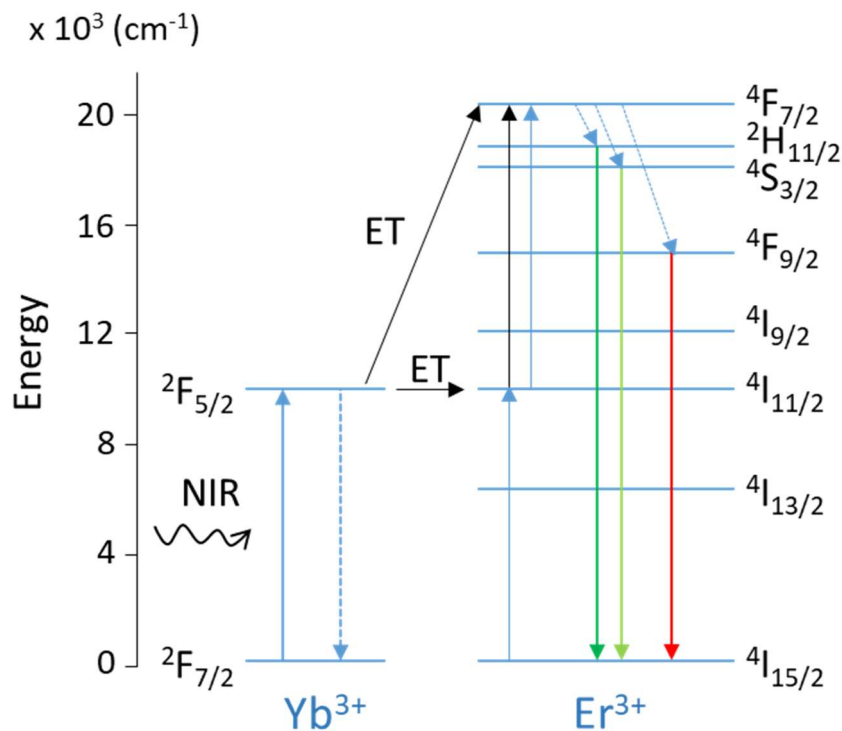 x 10³ (cm⁻¹)
Energy
20
16
12
8
4
0
NIR
²F₅/₂
²F₇/₂
Yb³⁺
ET
ET
⁴F₇/₂
²H₁₁/₂
⁴S₃/₂
⁴F₉/₂
⁴I₉/₂
⁴I₁₁/₂
⁴I₁₃/₂
⁴I₁₅/₂
Er³⁺